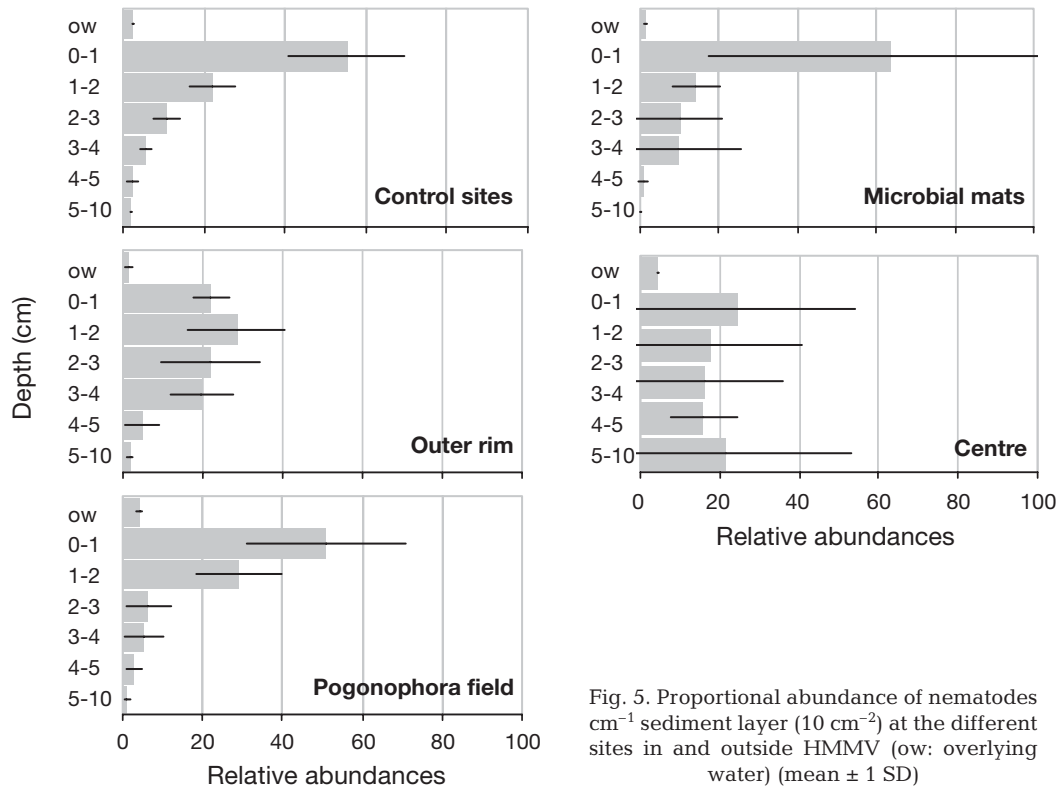 ow
0-1
1-2
2-3
3-4
4-5
5-10
Control sites
ow
0-1
1-2
2-3
3-4
4-5
5-10
Microbial mats
Depth (cm)
ow
0-1
1-2
2-3
3-4
4-5
5-10
Outer rim
ow
0-1
1-2
2-3
3-4
4-5
5-10
Centre
0 20 40 60 80 100
Relative abundances
ow
0-1
1-2
2-3
3-4
4-5
5-10
Pogonophora field
0 20 40 60 80 100
Relative abundances
Fig. 5. Proportional abundance of nematodes
cm⁻¹ sediment layer (10 cm⁻²) at the different
sites in and outside HMMV (ow: overlying
water) (mean ± 1 SD)